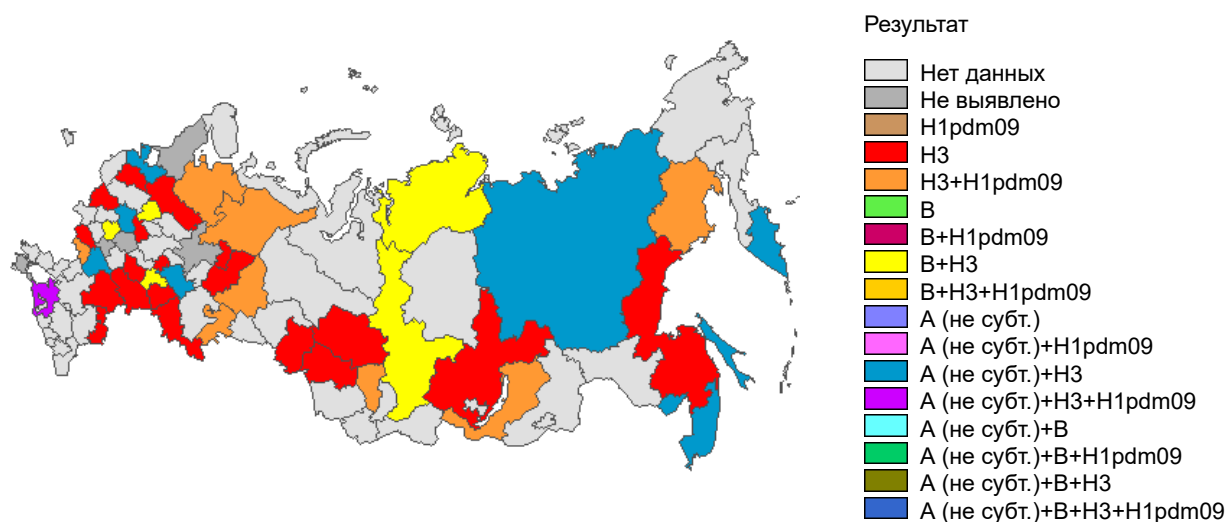 Результат
Нет данных
Не выявлено
H1pdm09
H3
H3+H1pdm09
B
B+H1pdm09
B+H3
B+H3+H1pdm09
А (не субт.)
А (не субт.)+H1pdm09
А (не субт.)+H3
А (не субт.)+H3+H1pdm09
А (не субт.)+B
А (не субт.)+B+H1pdm09
А (не субт.)+B+H3
А (не субт.)+B+H3+H1pdm09